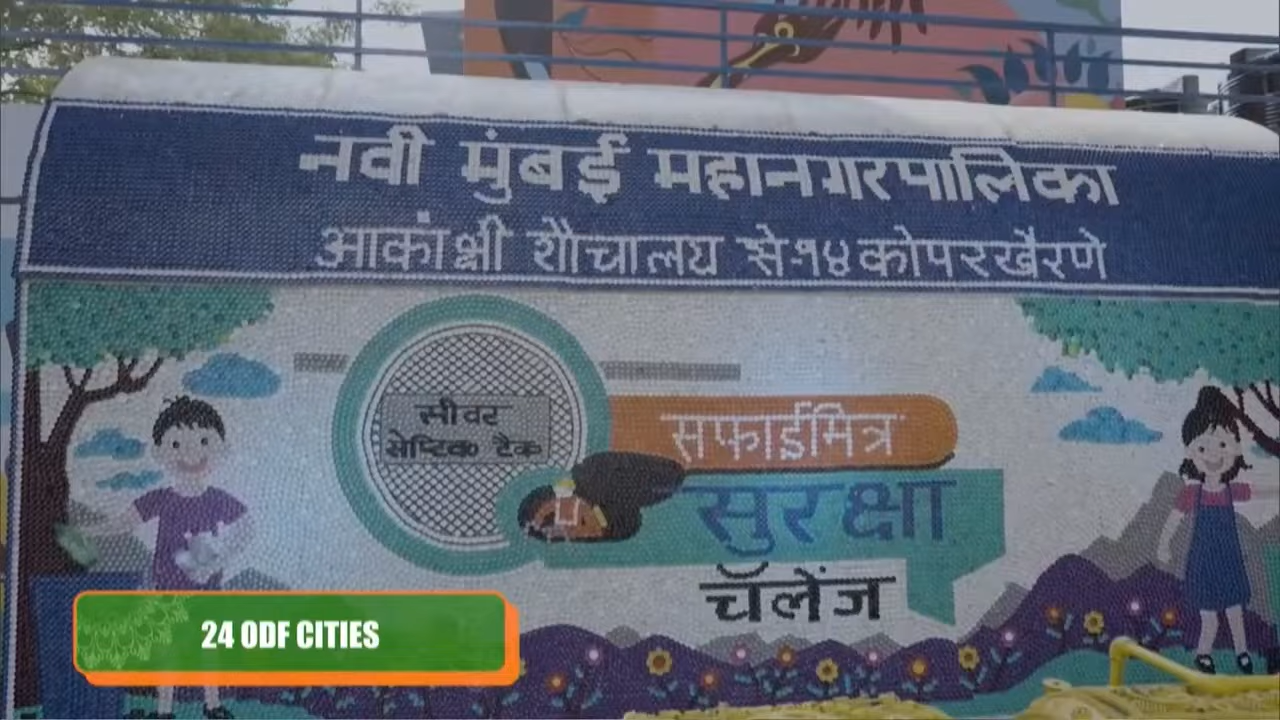 नवी मुंबई महानगरपालिका
आकांक्षी शौचालय से-१४ कोपरखैरणे
सीवर
सेप्टिक टैंक
सफाईमित्र
सुरक्षा
चॅलेंज
24 ODF CITIES